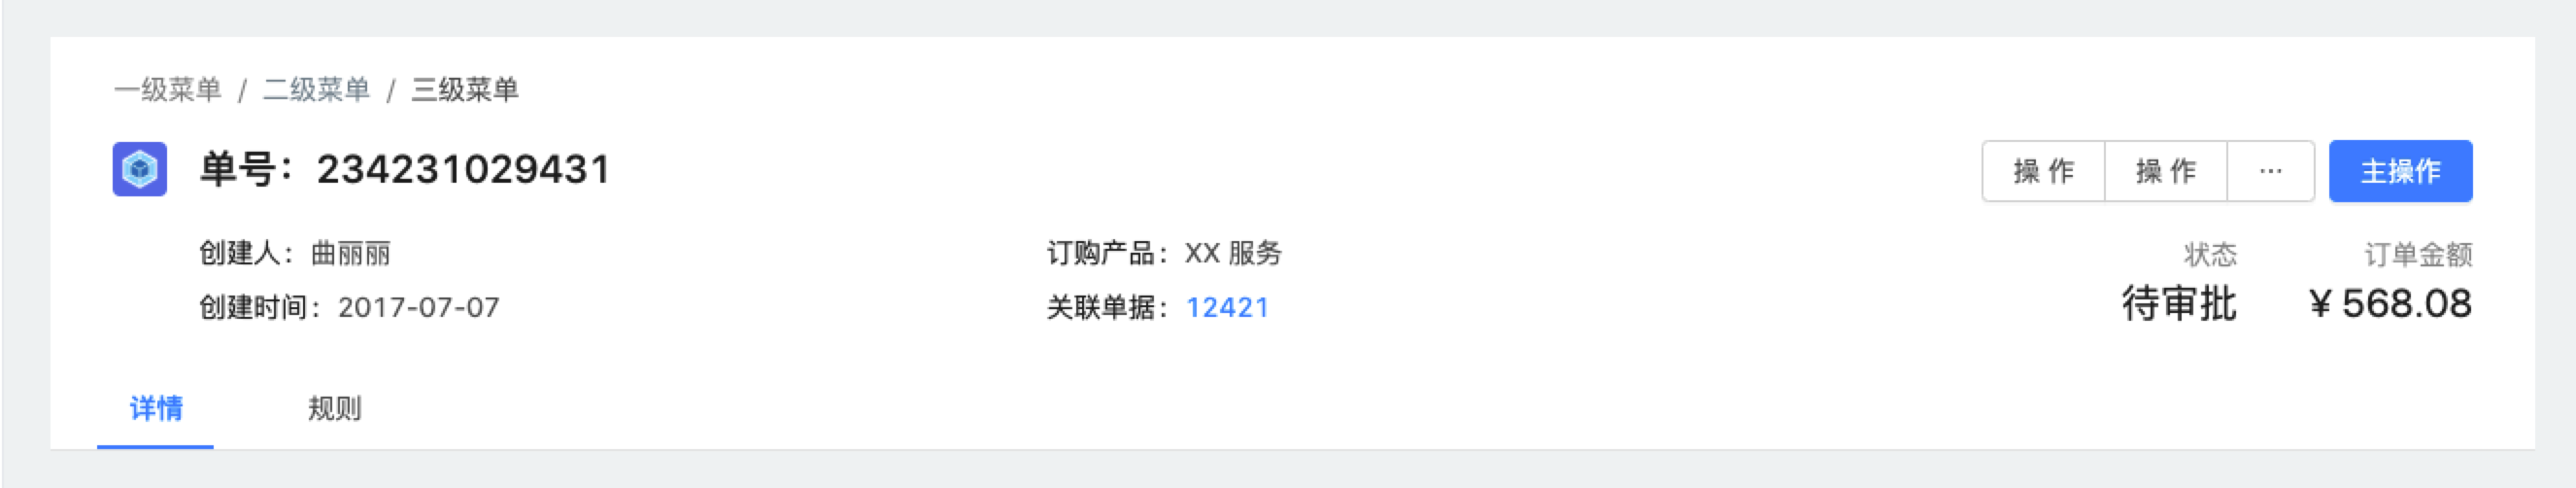 一级菜单 / 二级菜单 / 三级菜单
单号：234231029431
操 作 操 作 ··· 主操作
创建人：曲丽丽 订购产品：XX 服务 状态 订单金额
创建时间：2017-07-07 关联单据：12421 待审批 ¥ 568.08
详情 规则